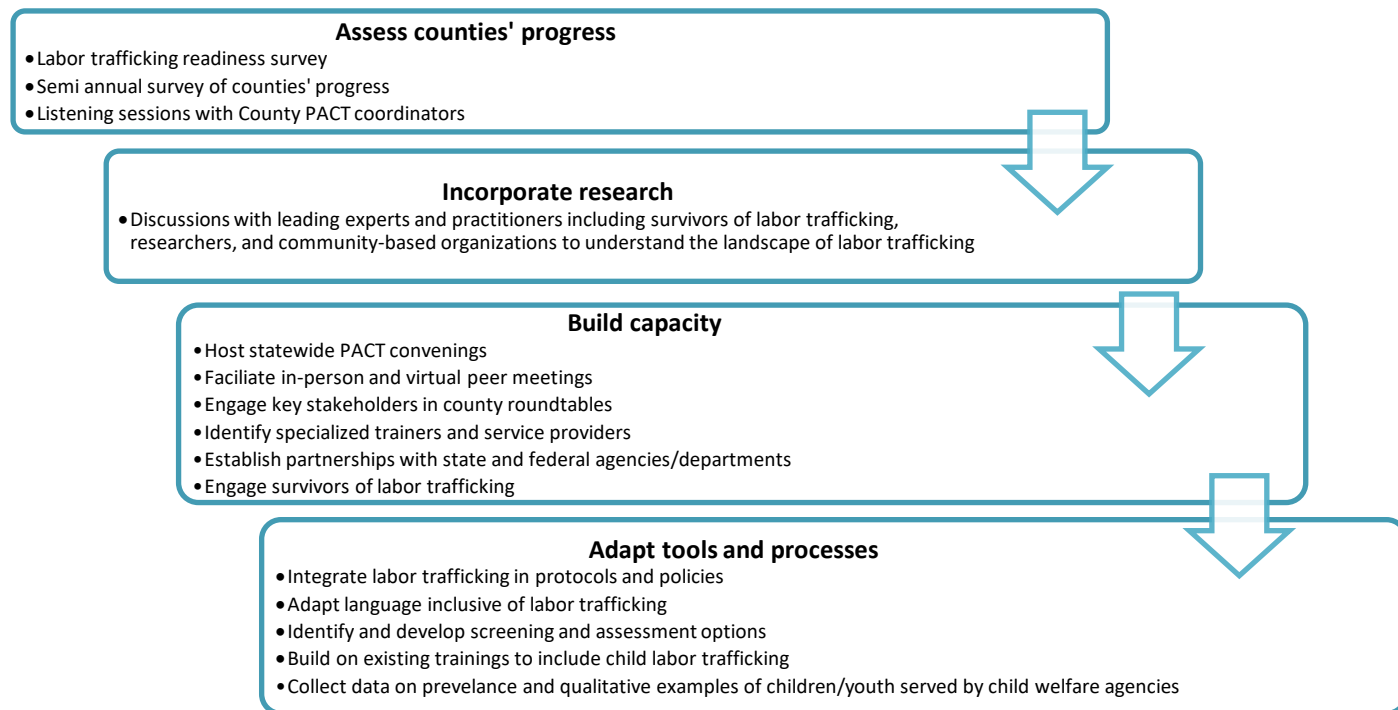 Assess counties' progress
•Labor trafficking readiness survey
•Semi annual survey of counties' progress
•Listening sessions with County PACT coordinators
Incorporate research
•Discussions with leading experts and practitioners including survivors of labor trafficking,
researchers, and community-based organizations to understand the landscape of labor trafficking
Build capacity
•Host statewide PACT convenings
•Faciliate in-person and virtual peer meetings
•Engage key stakeholders in county roundtables
•Identify specialized trainers and service providers
•Establish partnerships with state and federal agencies/departments
•Engage survivors of labor trafficking
Adapt tools and processes
•Integrate labor trafficking in protocols and policies
•Adapt language inclusive of labor trafficking
•Identify and develop screening and assessment options
•Build on existing trainings to include child labor trafficking
•Collect data on prevelance and qualitative examples of children/youth served by child welfare agencies